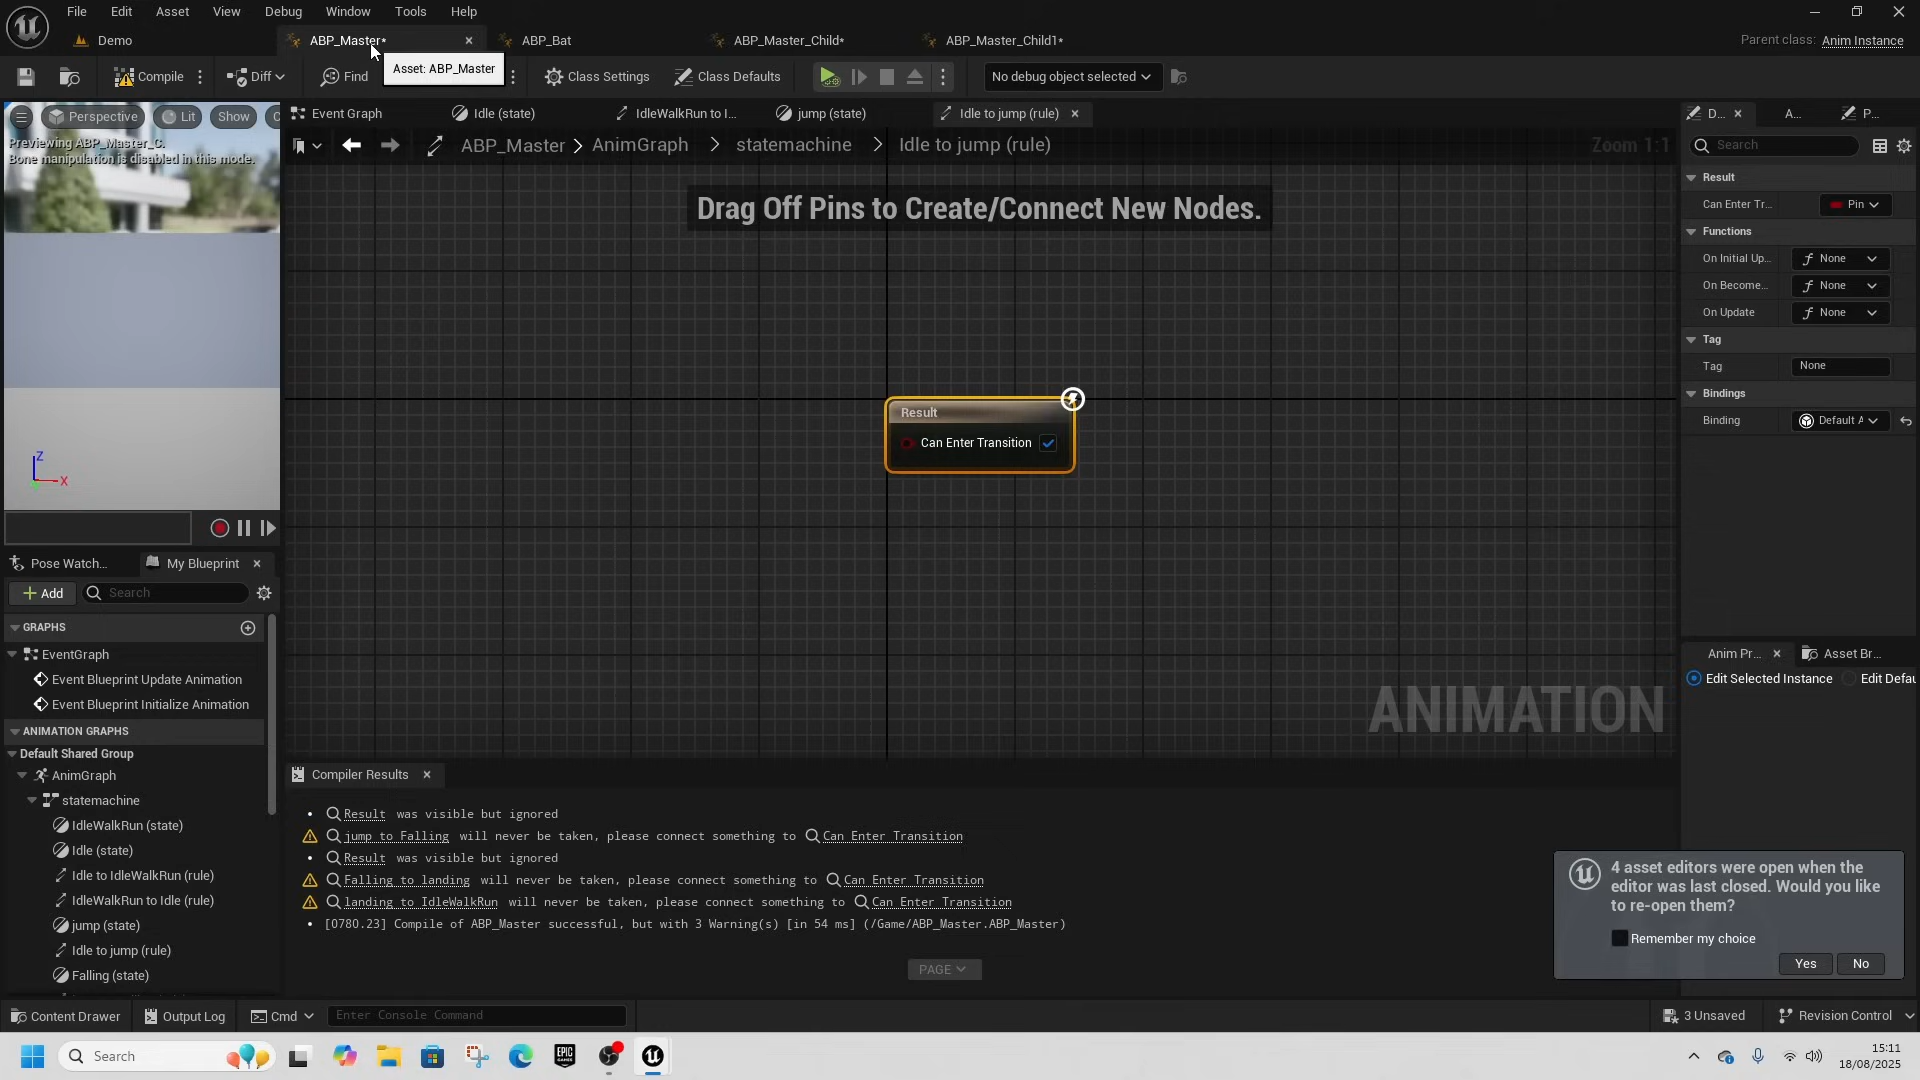 File Edit Asset View Debug Window Tools Help
Demo ABP_Master* ABP_Bat ABP_Master_Child* ABP_Master_Child1* Parent class: Anim Instance
Asset: ABP_Master
Compile Diff Find Class Settings Class Defaults No debug object selected
Perspective Lit Show
Previewing ABP_Master_C.
Bone manipulation is disabled in this mode.
Event Graph Idle (state) IdleWalkRun to I... jump (state) Idle to jump (rule)
ABP_Master > AnimGraph > statemachine > Idle to jump (rule) Zoom 1:1
Drag Off Pins to Create/Connect New Nodes.
Result
Can Enter Transition
ANIMATION
Z
X
Pose Watch... My Blueprint
Add Search
GRAPHS
EventGraph
Event Blueprint Update Animation
Event Blueprint Initialize Animation
ANIMATION GRAPHS
Default Shared Group
AnimGraph
statemachine
IdleWalkRun (state)
Idle (state)
Idle to IdleWalkRun (rule)
IdleWalkRun to Idle (rule)
jump (state)
Idle to jump (rule)
Falling (state)
Compiler Results
Result was visible but ignored
jump to Falling will never be taken, please connect something to Can Enter Transition
Result was visible but ignored
Falling to landing will never be taken, please connect something to Can Enter Transition
landing to IdleWalkRun will never be taken, please connect something to Can Enter Transition
[0780.23] Compile of ABP_Master successful, but with 3 Warning(s) [in 54 ms] (/Game/ABP_Master.ABP_Master)
PAGE
D... A... P...
Search
Result
Can Enter Tr... Pin
Functions
On Initial Up... None
On Become... None
On Update None
Tag
Tag None
Bindings
Binding Default A
Anim Pr... Asset Br...
Edit Selected Instance Edit Defau
4 asset editors were open when the
editor was last closed. Would you like
to re-open them?
Remember my choice
Yes No
Content Drawer Output Log Cmd Enter Console Command 3 Unsaved Revision Control
Search EPIC GAMES 15:11
18/08/2025